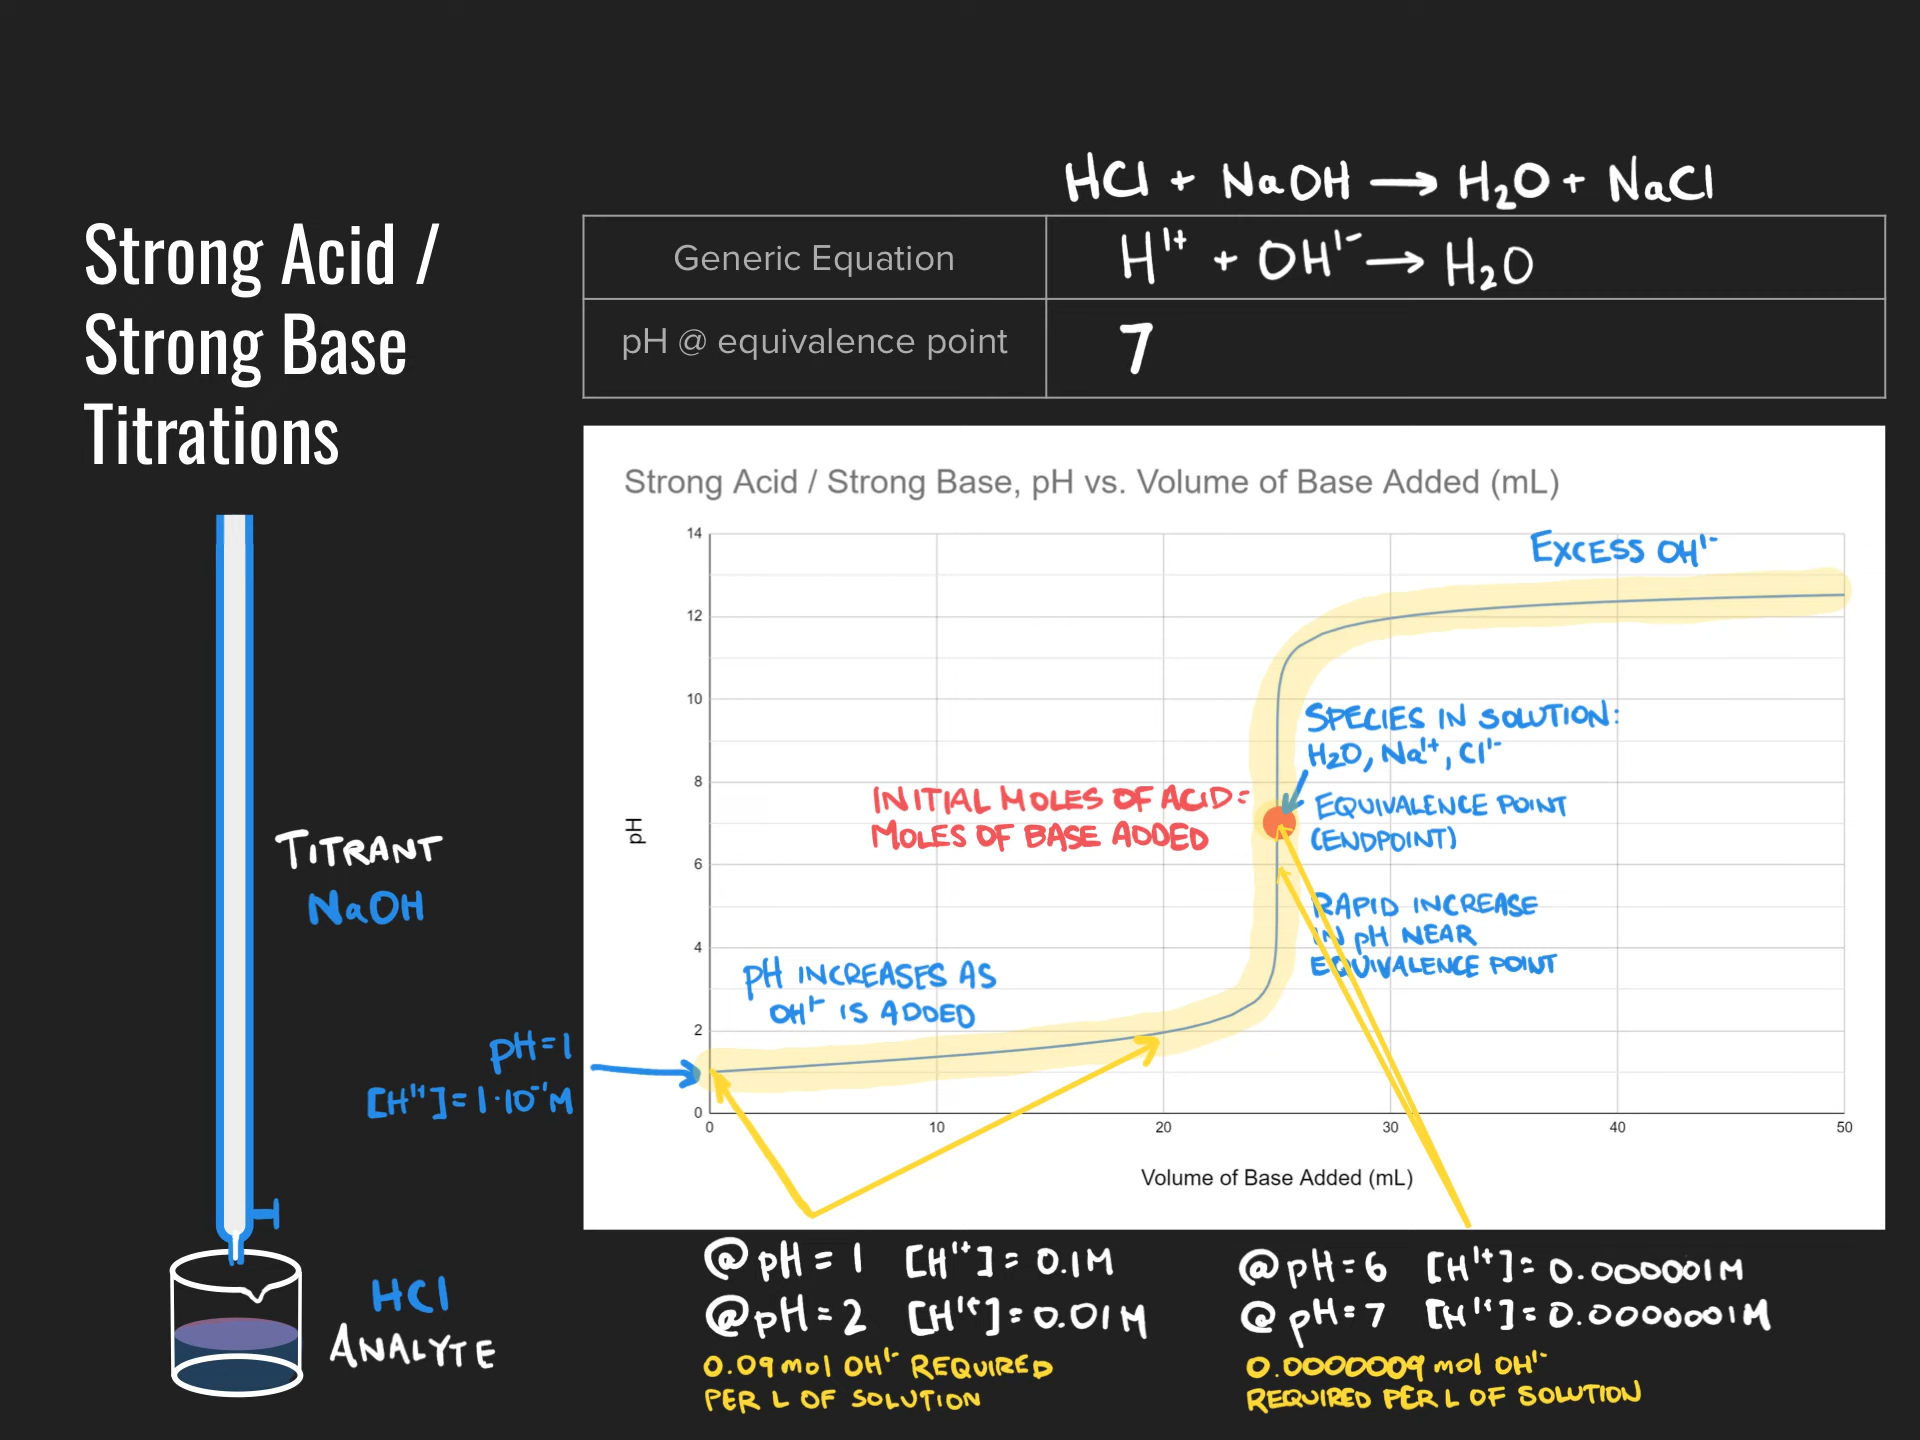 HCl + NaOH → H₂O + NaCl
Strong Acid /
Strong Base
Titrations
Generic Equation
H¹⁺ + OH¹⁻ → H₂O
pH @ equivalence point
7
Strong Acid / Strong Base, pH vs. Volume of Base Added (mL)
14
12
10
8
6
4
2
0
pH
0
10
20
30
40
50
Volume of Base Added (mL)
EXCESS OH¹⁻
SPECIES IN SOLUTION:
H₂O, Na¹⁺, Cl¹⁻
INITIAL MOLES OF ACID =
MOLES OF BASE ADDED
EQUIVALENCE POINT
(ENDPOINT)
RAPID INCREASE
IN pH NEAR
EQUIVALENCE POINT
pH INCREASES AS
OH¹⁻ IS ADDED
TITRANT
NaOH
pH = 1
[H¹⁺] = 1·10⁻¹M
HCl
ANALYTE
@ pH = 1 [H¹⁺] = 0.1M
@ pH = 2 [H¹⁺] = 0.01M
0.09 mol OH¹⁻ REQUIRED
PER L OF SOLUTION
@ pH = 6 [H¹⁺] = 0.000001M
@ pH = 7 [H¹⁺] = 0.0000001M
0.0000009 mol OH¹⁻
REQUIRED PER L OF SOLUTION